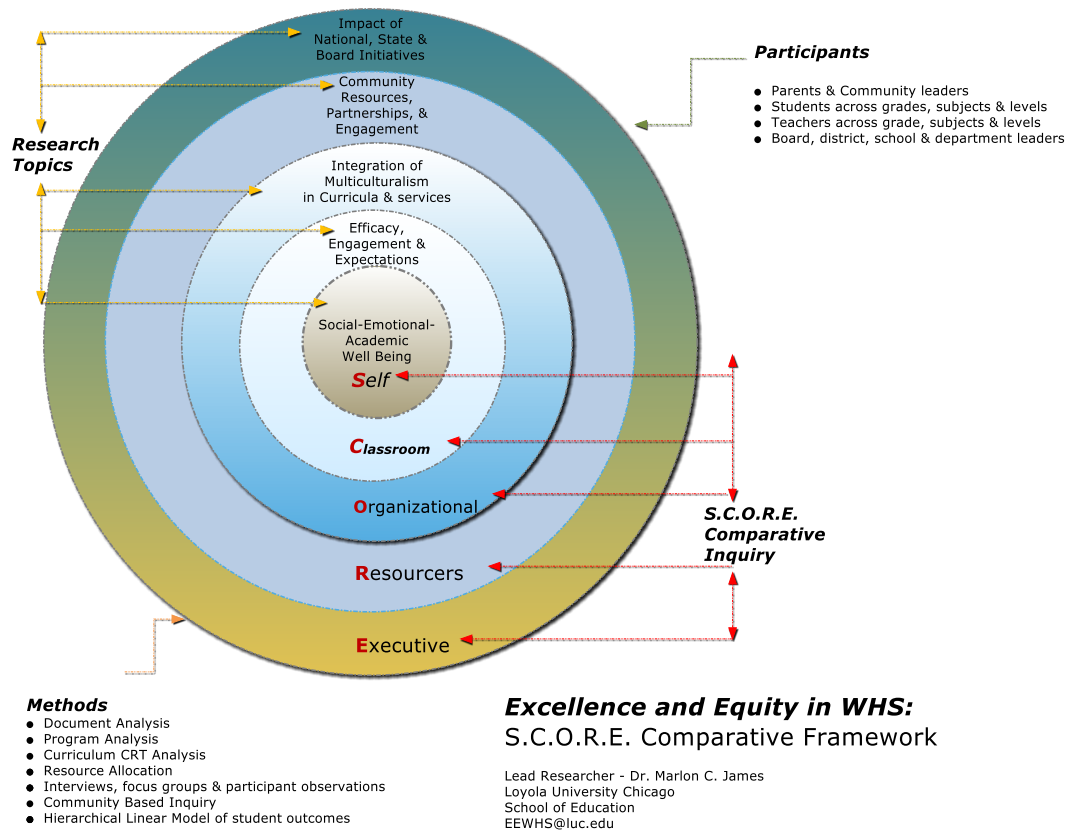 Impact of
National, State &
Board Initiatives
Community
Resources,
Partnerships, &
Engagement
Integration of
Multiculturalism
in Curricula & services
Efficacy,
Engagement &
Expectations
Social-Emotional-
Academic
Well Being
Self
Classroom
Organizational
Resourcers
Executive
Research
Topics
Participants
● Parents & Community leaders
● Students across grades, subjects & levels
● Teachers across grade, subjects & levels
● Board, district, school & department leaders
S.C.O.R.E.
Comparative
Inquiry
Methods
● Document Analysis
● Program Analysis
● Curriculum CRT Analysis
● Resource Allocation
● Interviews, focus groups & participant observations
● Community Based Inquiry
● Hierarchical Linear Model of student outcomes
Excellence and Equity in WHS:
S.C.O.R.E. Comparative Framework
Lead Researcher - Dr. Marlon C. James
Loyola University Chicago
School of Education
EEWHS@luc.edu